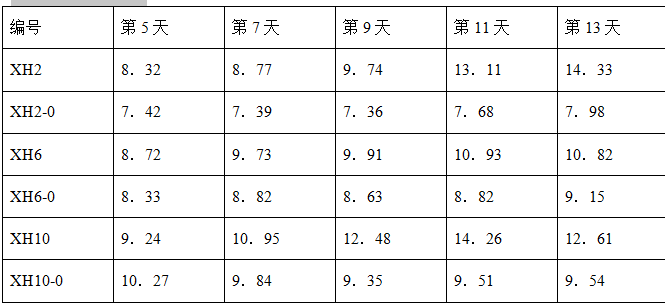 编号 第 5 天 第 7 天 第 9 天 第 11 天 第 13 天
XH2 8．32 8．77 9．74 13．11 14．33
XH2-0 7．42 7．39 7．36 7．68 7．98
XH6 8．72 9．73 9．91 10．93 10．82
XH6-0 8．33 8．82 8．63 8．82 9．15
XH10 9．24 10．95 12．48 14．26 12．61
XH10-0 10．27 9．84 9．35 9．51 9．54